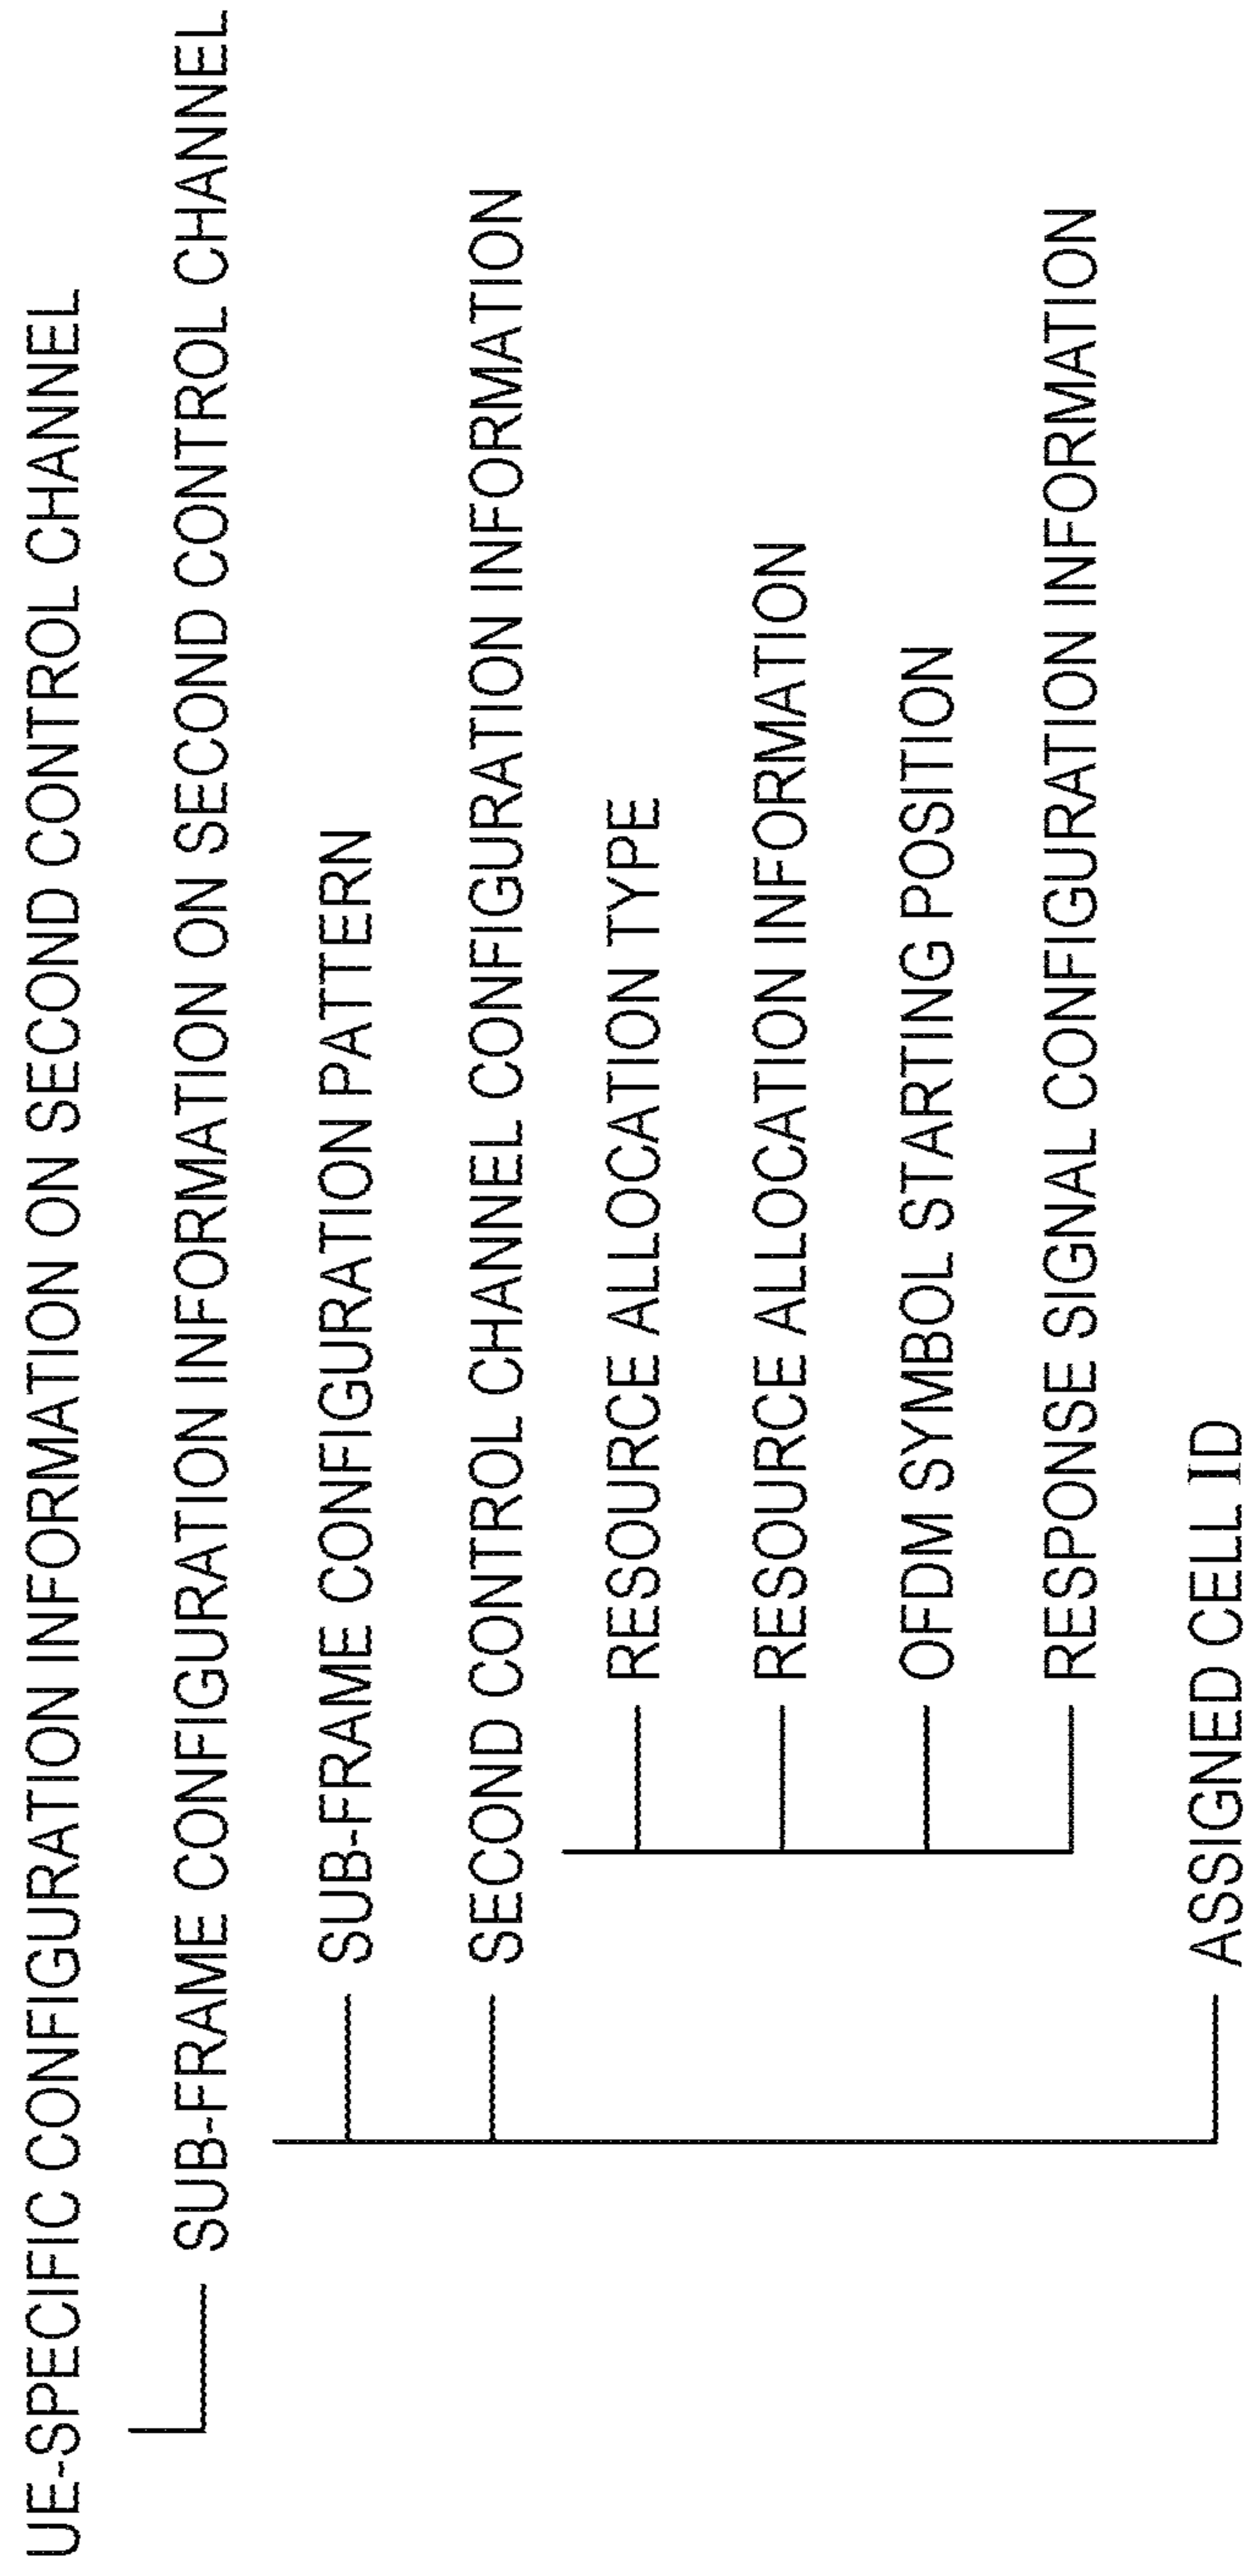 UE-SPECIFIC CONFIGURATION INFORMATION ON SECOND CONTROL CHANNEL
SUB-FRAME CONFIGURATION INFORMATION ON SECOND CONTROL CHANNEL
SUB-FRAME CONFIGURATION PATTERN
SECOND CONTROL CHANNEL CONFIGURATION INFORMATION
RESOURCE ALLOCATION TYPE
RESOURCE ALLOCATION INFORMATION
OFDM SYMBOL STARTING POSITION
RESPONSE SIGNAL CONFIGURATION INFORMATION
ASSIGNED CELL ID